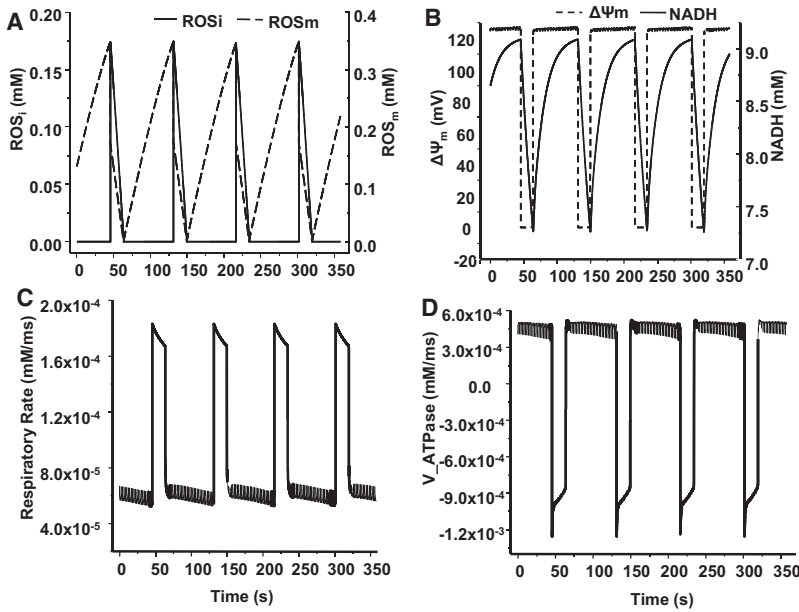 A
ROSi ROSm
0.20
0.15
0.10
0.05
0.00
ROSi (mM)
0.4
0.3
0.2
0.1
0.0
ROSm (mM)
0 50 100 150 200 250 300 350
B
ΔΨm NADH
120
100
80
60
40
20
0
-20
ΔΨm (mV)
9.0
8.5
8.0
7.5
7.0
NADH (mM)
0 50 100 150 200 250 300 350
C
2.0x10-4
1.6x10-4
1.2x10-4
8.0x10-5
4.0x10-5
Respiratory Rate (mM/ms)
0 50 100 150 200 250 300 350
Time (s)
D
6.0x10-4
3.0x10-4
0.0
-3.0x10-4
-6.0x10-4
-9.0x10-4
-1.2x10-3
V_ATPase (mM/ms)
0 50 100 150 200 250 300 350
Time (s)